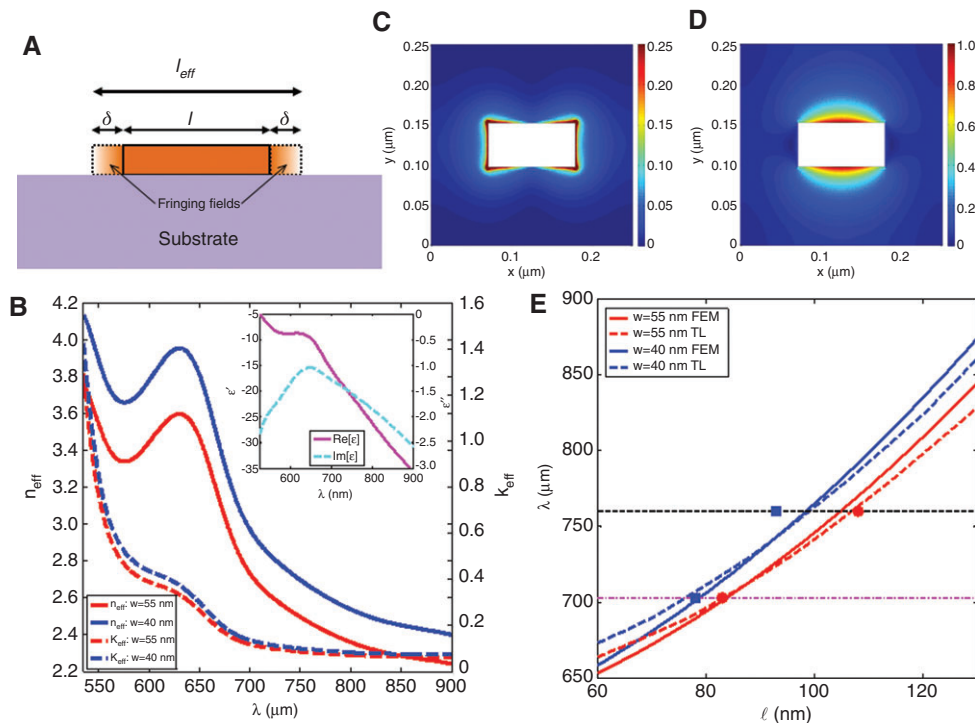 A
l_eff
δ
l
δ
Fringing fields
Substrate
C
0.25
0.20
0.15
0.10
0.05
0
y (µm)
0
0.1
0.2
x (µm)
0.25
0.20
0.15
0.10
0.05
0
D
0.25
0.20
0.15
0.10
0.05
0
y (µm)
0
0.1
0.2
x (µm)
1.0
0.8
0.6
0.4
0.2
0
B
4.2
4.0
3.8
3.6
3.4
3.2
3.0
2.8
2.6
2.4
2.2
n_eff
550
600
650
700
750
800
850
900
λ (µm)
1.6
1.4
1.2
1.0
0.8
0.6
0.4
0.2
0
k_eff
n_eff: w=55 nm
n_eff: w=40 nm
K_eff: w=55 nm
K_eff: w=40 nm
-5
-10
-15
-20
-25
-30
-35
ε′
600
700
800
900
λ (nm)
0
-0.5
-1.0
-1.5
-2.0
-2.5
-3.0
ε″
Re[ε]
Im[ε]
E
900
850
800
750
700
650
λ (µm)
60
80
100
120
ℓ (nm)
w=55 nm FEM
w=55 nm TL
w=40 nm FEM
w=40 nm TL